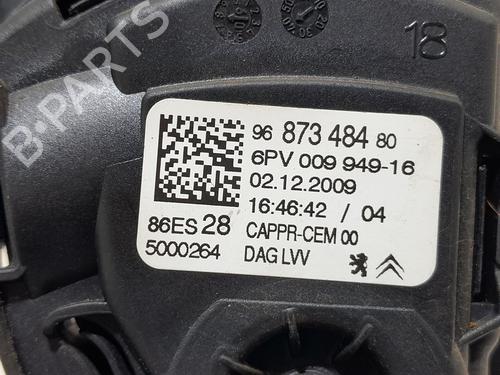 B-PARTS
18
96 873 484 80
6PV 009 949-16
02.12.2009
16:46:42 / 04
86ES 28 CAPPR-CEM 00
5000264 DAG LVV